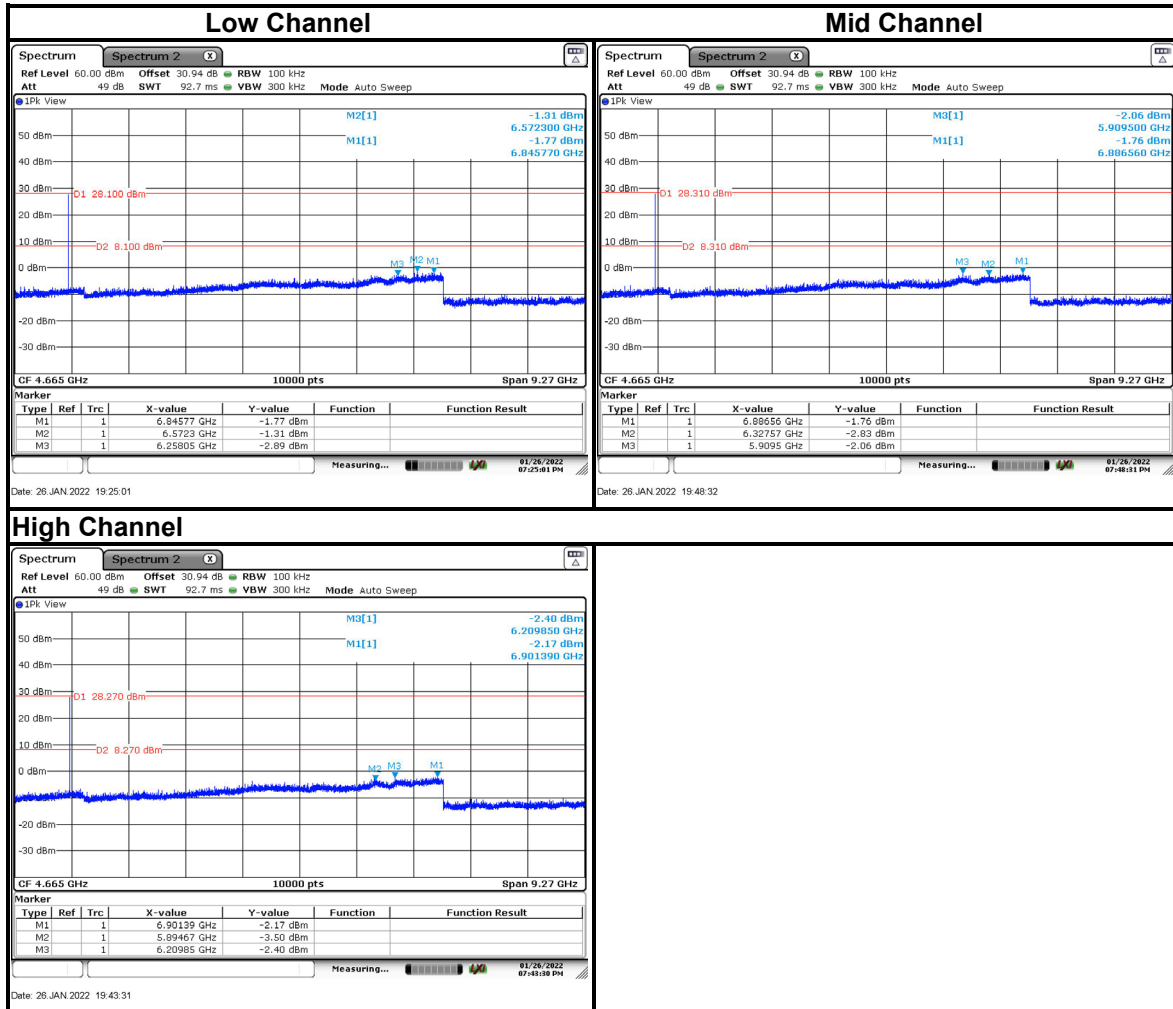 Low Channel
Mid Channel
Spectrum Spectrum 2 X
Ref Level 60.00 dBm Offset 30.94 dB RBW 100 kHz
Att 49 dB SWT 92.7 ms VBW 300 kHz Mode Auto Sweep
1Pk View
M2[1] -1.31 dBm
6.572300 GHz
M1[1] -1.77 dBm
6.845770 GHz
50 dBm
40 dBm
30 dBm
D1 28.100 dBm
20 dBm
10 dBm
D2 8.100 dBm
0 dBm
M3 M2 M1
-20 dBm
-30 dBm
CF 4.665 GHz 10000 pts Span 9.27 GHz
Marker
Type Ref Trc X-value Y-value Function Function Result
M1 1 6.84577 GHz -1.77 dBm
M2 1 6.5723 GHz -1.31 dBm
M3 1 6.25805 GHz -2.89 dBm
Measuring... LXI 01/26/2022
07:25:01 PM
Date: 26.JAN.2022 19:25:01
Spectrum Spectrum 2 X
Ref Level 60.00 dBm Offset 30.94 dB RBW 100 kHz
Att 49 dB SWT 92.7 ms VBW 300 kHz Mode Auto Sweep
1Pk View
M3[1] -2.06 dBm
5.909500 GHz
M1[1] -1.76 dBm
6.886560 GHz
50 dBm
40 dBm
30 dBm
D1 28.310 dBm
20 dBm
10 dBm
D2 8.310 dBm
0 dBm
M3 M2 M1
-20 dBm
-30 dBm
CF 4.665 GHz 10000 pts Span 9.27 GHz
Marker
Type Ref Trc X-value Y-value Function Function Result
M1 1 6.88656 GHz -1.76 dBm
M2 1 6.32757 GHz -2.83 dBm
M3 1 5.9095 GHz -2.06 dBm
Measuring... LXI 01/26/2022
07:48:31 PM
Date: 26.JAN.2022 19:48:32
High Channel
Spectrum Spectrum 2 X
Ref Level 60.00 dBm Offset 30.94 dB RBW 100 kHz
Att 49 dB SWT 92.7 ms VBW 300 kHz Mode Auto Sweep
1Pk View
M3[1] -2.40 dBm
6.209850 GHz
M1[1] -2.17 dBm
6.901390 GHz
50 dBm
40 dBm
30 dBm
D1 28.270 dBm
20 dBm
10 dBm
D2 8.270 dBm
0 dBm
M2 M3 M1
-20 dBm
-30 dBm
CF 4.665 GHz 10000 pts Span 9.27 GHz
Marker
Type Ref Trc X-value Y-value Function Function Result
M1 1 6.90139 GHz -2.17 dBm
M2 1 5.89467 GHz -3.50 dBm
M3 1 6.20985 GHz -2.40 dBm
Measuring... LXI 01/26/2022
07:43:30 PM
Date: 26.JAN.2022 19:43:31